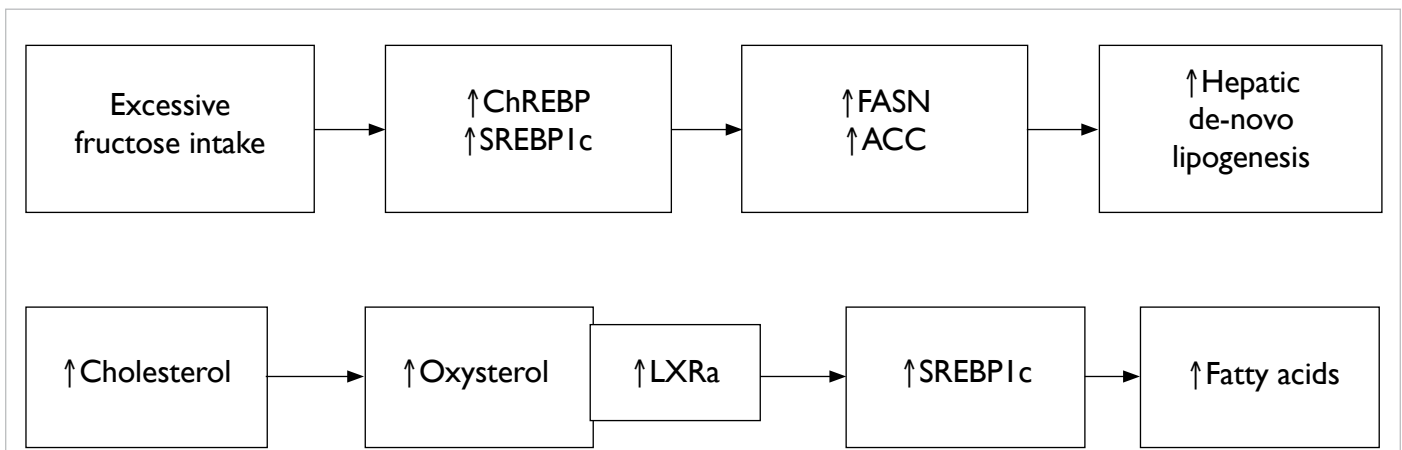 Excessive
fructose intake
↑ChREBP
↑SREBP1c
↑FASN
↑ACC
↑Hepatic
de-novo
lipogenesis
↑Cholesterol
↑Oxysterol
↑LXRa
↑SREBP1c
↑Fatty acids